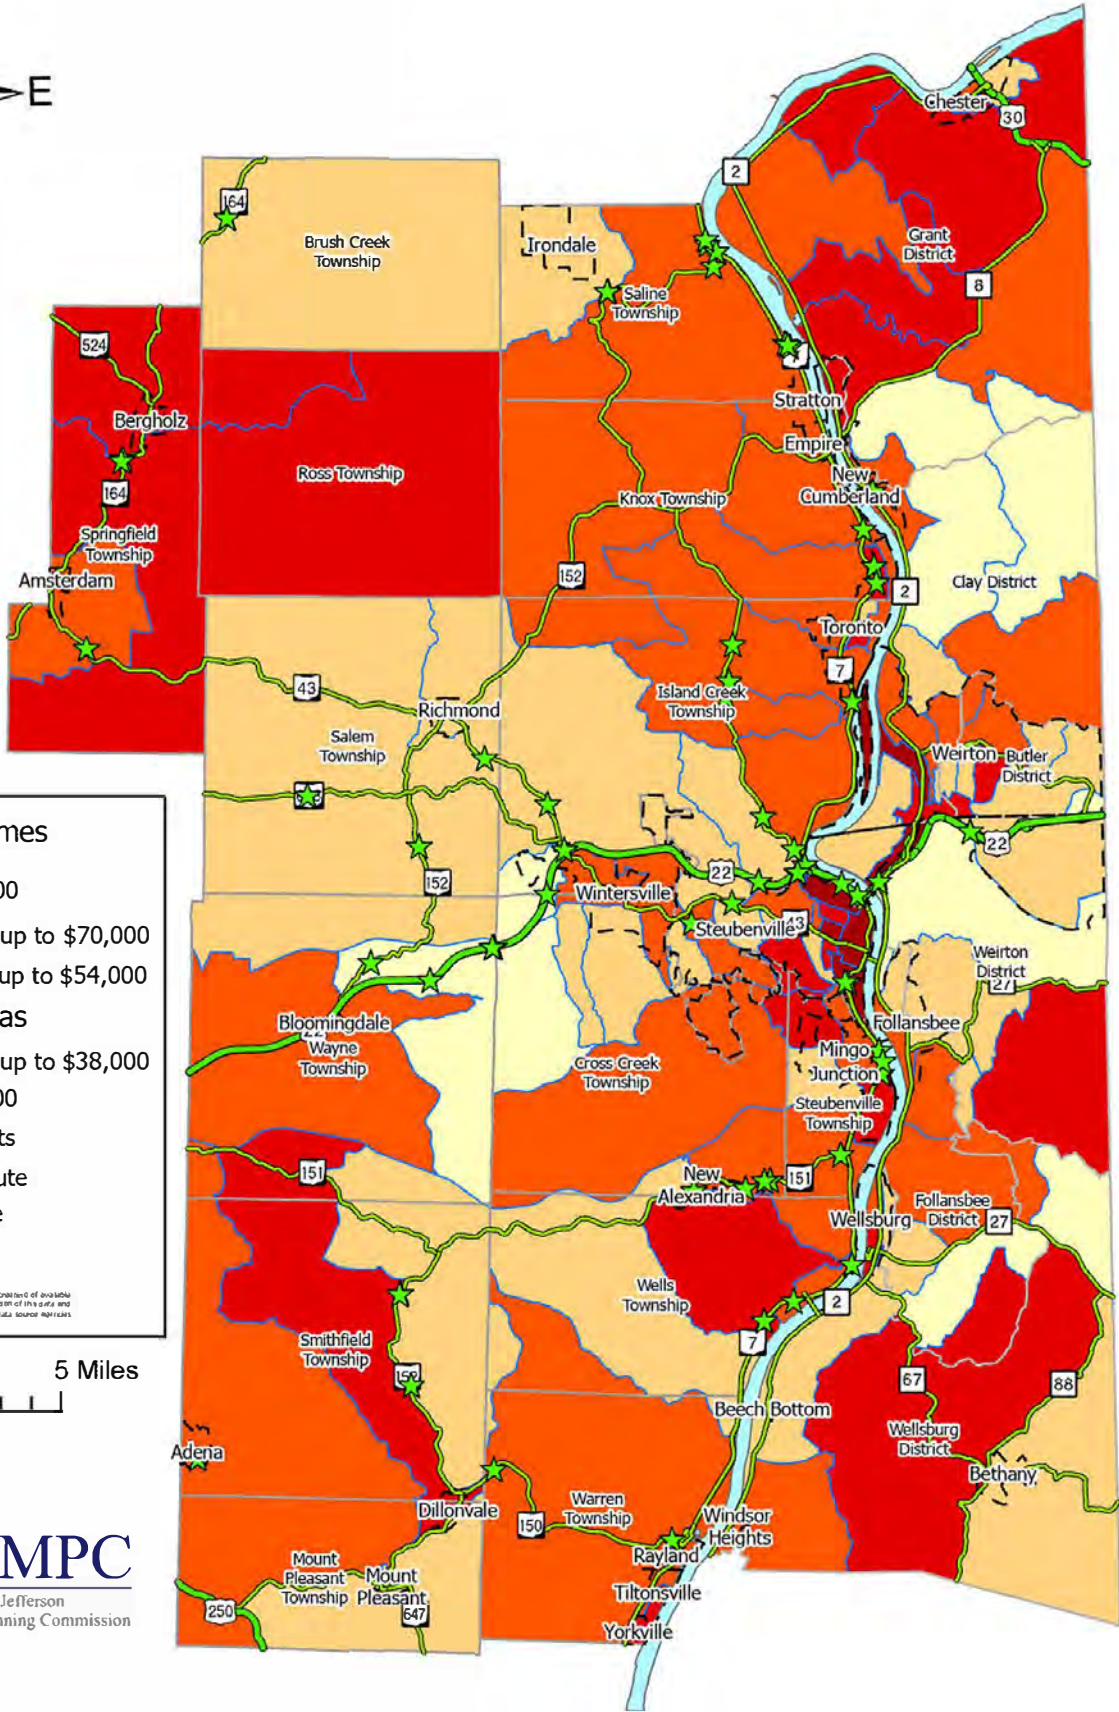 E
Chester
30
2
164
Brush Creek
Township
Irondale
Grant
District
8
Saline
Township
524
7
Stratton
Bergholz
Empire
New
Cumberland
Ross Township
Knox Township
164
Springfield
Township
Amsterdam
152
Clay District
2
Toronto
7
43
Richmond
Island Creek
Township
Salem
Township
Weirton
Butler
District
mes
00
up to $70,000
up to $54,000
as
up to $38,000
00
ts
ute
e
22
22
152
Wintersville
Steubenville
43
Weirton
District
27
Bloomingdale
22
Wayne
Township
Follansbee
Cross Creek
Township
Mingo
Junction
Steubenville
Township
151
New
Alexandria
151
Wellsburg
Follansbee
District
27
Wells
Township
2
7
Smithfield
Township
5 Miles
67
88
Beech Bottom
Wellsburg
District
Adena
Bethany
Dillonvale
150
Warren
Township
Windsor
Heights
Rayland
MPC
Jefferson
nning Commission
Mount
Pleasant
Township
Mount
Pleasant
250
647
Tiltonsville
Yorkville